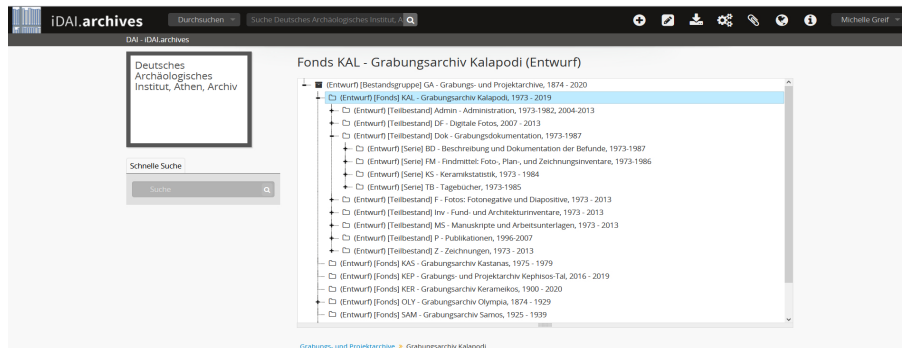 iDAI.archives Durchsuchen Suche Deutsches Archäologisches Institut, A Michelle Greif
DAI - iDAI.archives
Deutsches
Archäologisches
Institut, Athen, Archiv
Fonds KAL - Grabungsarchiv Kalapodi (Entwurf)
(Entwurf) [Bestandsgruppe] GA - Grabungs- und Projektarchive, 1874 - 2020
(Entwurf) [Fonds] KAL - Grabungsarchiv Kalapodi, 1973 - 2019
(Entwurf) [Teilbestand] Admin - Administration, 1973-1982, 2004-2013
(Entwurf) [Teilbestand] DF - Digitale Fotos, 2007 - 2013
(Entwurf) [Teilbestand] Dok - Grabungsdokumentation, 1973-1987
(Entwurf) [Serie] BD - Beschreibung und Dokumentation der Befunde, 1973-1987
(Entwurf) [Serie] FM - Findmittel: Foto-, Plan-, und Zeichnungsinventare, 1973-1986
(Entwurf) [Serie] KS - Keramikstatistik, 1973 - 1984
(Entwurf) [Serie] TB - Tagebücher, 1973-1985
(Entwurf) [Teilbestand] F - Fotos: Fotonegative und Diapositive, 1973 - 2013
(Entwurf) [Teilbestand] Inv - Fund- und Architekturinventare, 1973 - 2013
(Entwurf) [Teilbestand] MS - Manuskripte und Arbeitsunterlagen, 1973 - 2013
(Entwurf) [Teilbestand] P - Publikationen, 1996-2007
(Entwurf) [Teilbestand] Z - Zeichnungen, 1973 - 2013
(Entwurf) [Fonds] KAS - Grabungsarchiv Kastanas, 1975 - 1979
(Entwurf) [Fonds] KEP - Grabungs- und Projektarchiv Kephisos-Tal, 2016 - 2019
(Entwurf) [Fonds] KER - Grabungsarchiv Kerameikos, 1900 - 2020
(Entwurf) [Fonds] OLY - Grabungsarchiv Olympia, 1874 - 1929
(Entwurf) [Fonds] SAM - Grabungsarchiv Samos, 1925 - 1939
Schnelle Suche
Suche
Grabungs- und Projektarchive » Grabungsarchiv Kalapodi